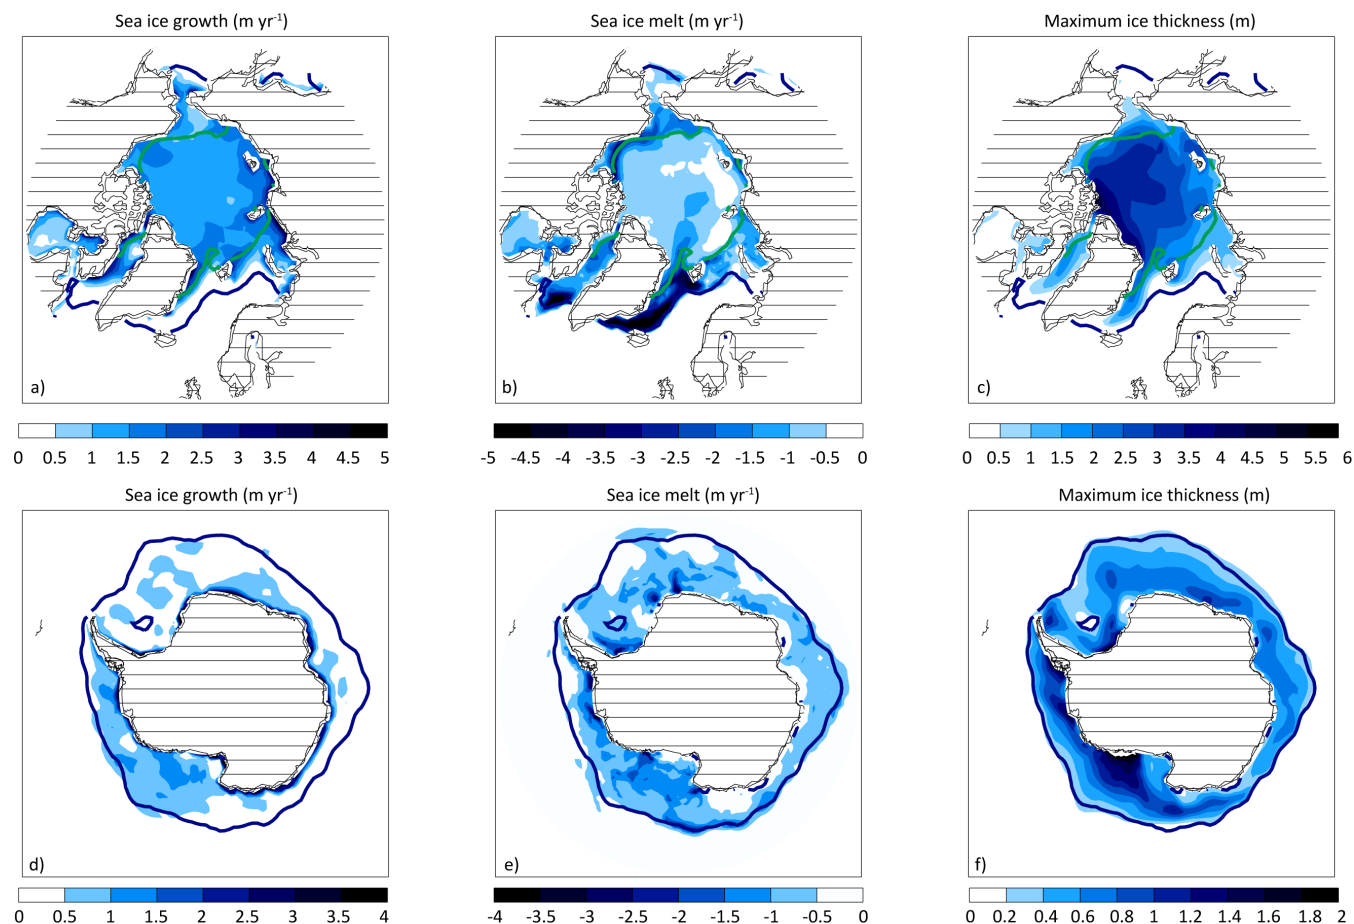 Sea ice growth (m yr-1)
Sea ice melt (m yr-1)
Maximum ice thickness (m)
a)
b)
c)
0 0.5 1 1.5 2 2.5 3 3.5 4 4.5 5
-5 -4.5 -4 -3.5 -3 -2.5 -2 -1.5 -1 -0.5 0
0 0.5 1 1.5 2 2.5 3 3.5 4 4.5 5 5.5 6
Sea ice growth (m yr-1)
Sea ice melt (m yr-1)
Maximum ice thickness (m)
d)
e)
f)
0 0.5 1 1.5 2 2.5 3 3.5 4
-4 -3.5 -3 -2.5 -2 -1.5 -1 -0.5 0
0 0.2 0.4 0.6 0.8 1 1.2 1.4 1.6 1.8 2